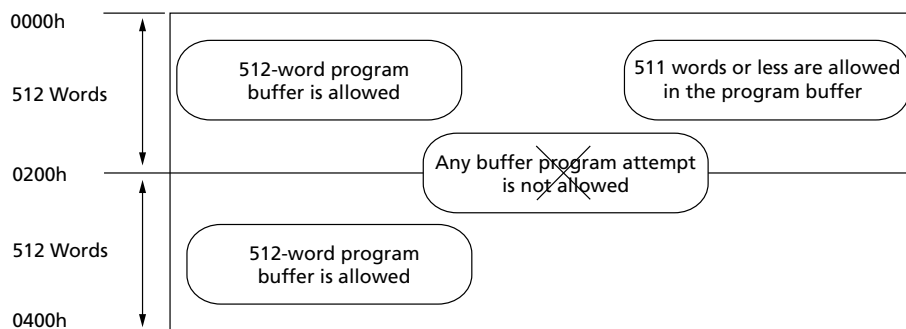 0000h
512 Words
512-word program
buffer is allowed
511 words or less are allowed
in the program buffer
0200h
Any buffer program attempt
is not allowed
512 Words
512-word program
buffer is allowed
0400h